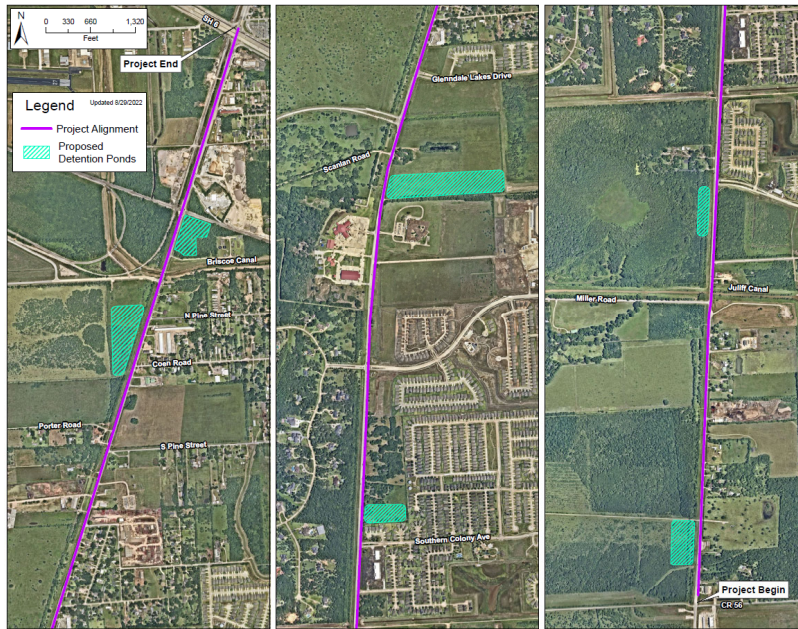 N
0 330 660 1,320
Feet
SH 6
Project End
Legend Updated 8/29/2022
Project Alignment
Proposed
Detention Ponds
Briscoe Canal
N Pine Street
Coen Road
Porter Road
S Pine Street
Glenndale Lakes Drive
Scanlan Road
Southern Colony Ave
Juliff Canal
Miller Road
Project Begin
CR 56